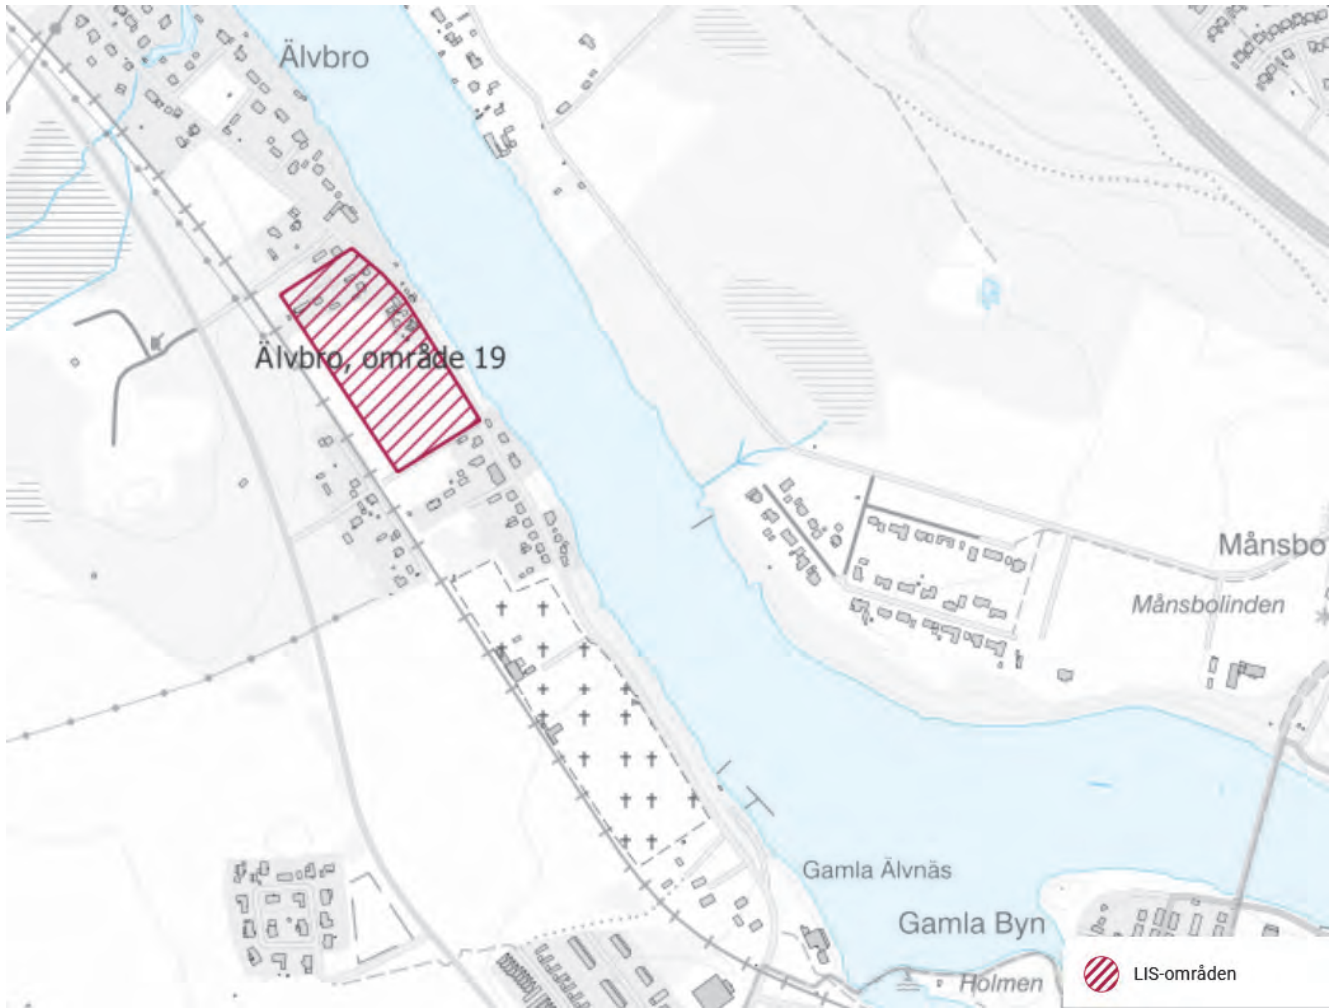 Älvbro
Älvbro, område 19
Månsbo
Månsbolinden
Gamla Älvnäs
Gamla Byn
Holmen
LIS-områden